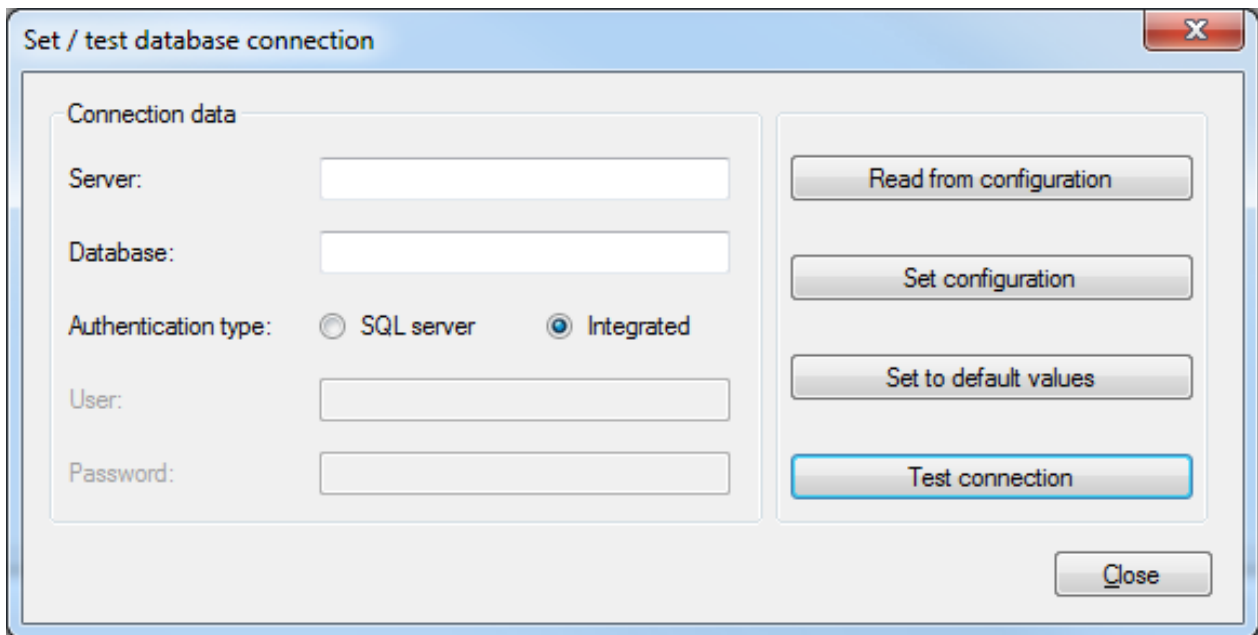 Set / test database connection
Connection data
Server:
Database:
Authentication type: SQL server Integrated
User:
Password:
Read from configuration
Set configuration
Set to default values
Test connection
Close